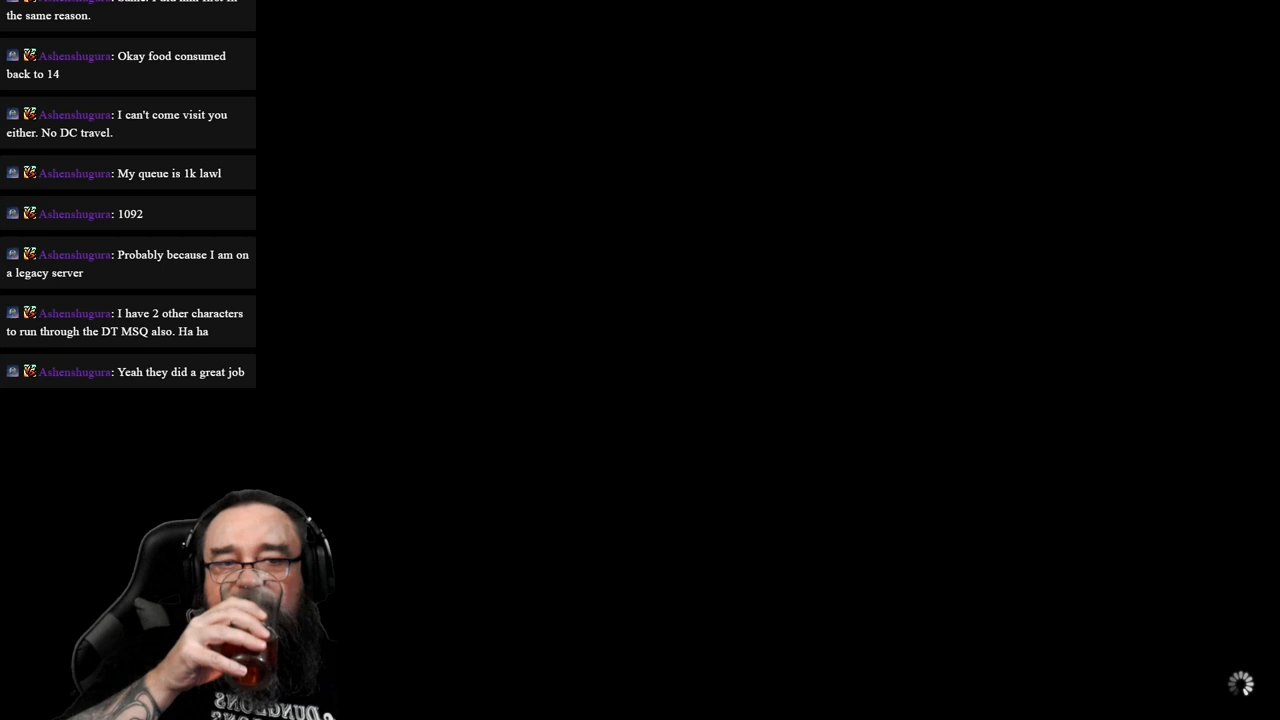 the same reason.
Ashenshugura: Okay food consumed
back to 14
Ashenshugura: I can't come visit you
either. No DC travel.
Ashenshugura: My queue is 1k lawl
Ashenshugura: 1092
Ashenshugura: Probably because I am on
a legacy server
Ashenshugura: I have 2 other characters
to run through the DT MSQ also. Ha ha
Ashenshugura: Yeah they did a great job
DUNGEONS